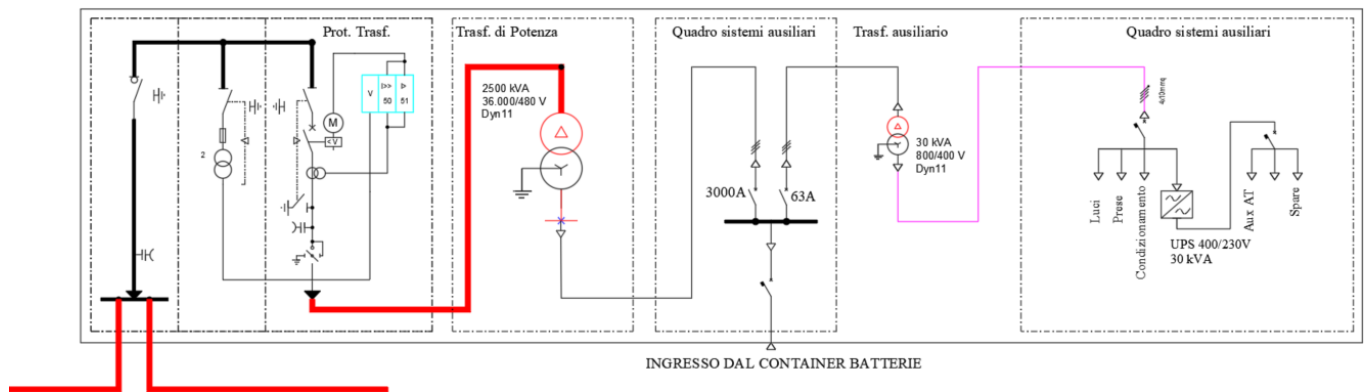 Prot. Trasf.
Trasf. di Potenza
Quadro sistemi ausiliari
Trasf. ausiliario
Quadro sistemi ausiliari
V
▷>
50
▷
51
M
<V
2
2500 kVA
36.000/480 V
Dyn11
3000A
63A
30 kVA
800/400 V
Dyn11
4x10mmq
Luci
Prese
Condizionamento
UPS 400/230V
30 kVA
Aux AT
Spare
INGRESSO DAL CONTAINER BATTERIE